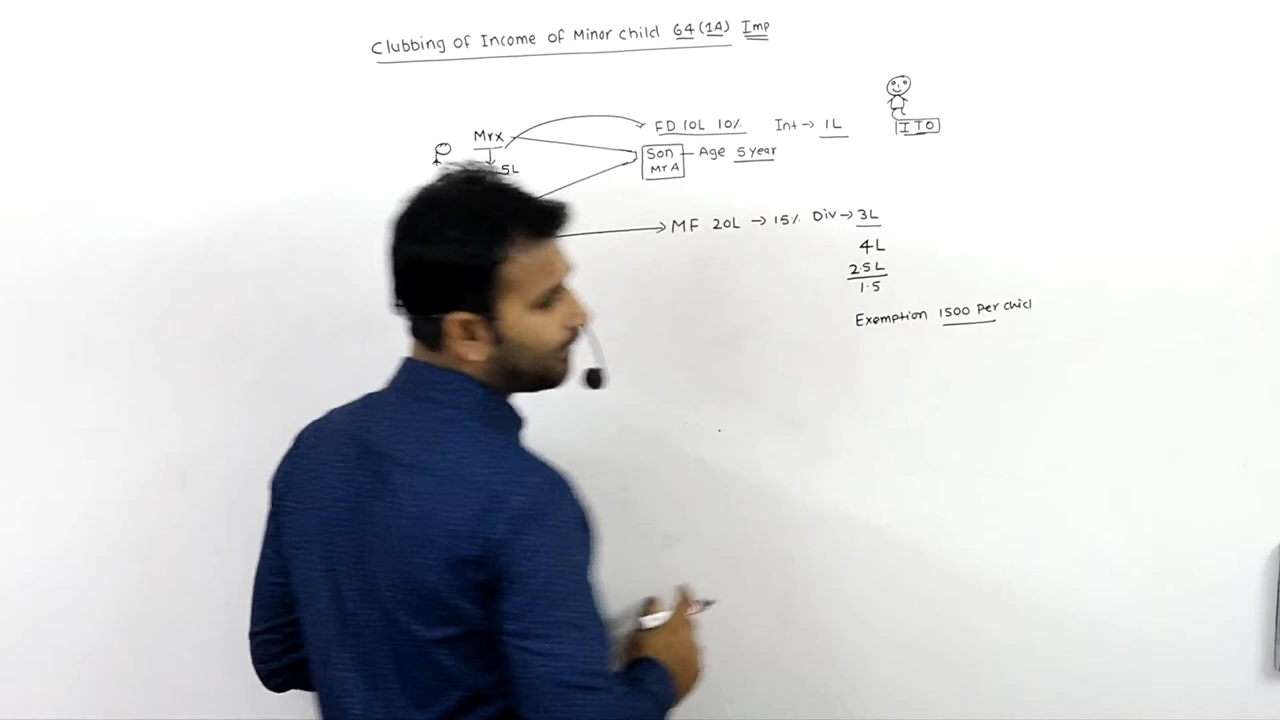 Clubbing of Income of Minor child 64(1A) Imp
Mrx
FD 10L 10% Int → 1L
ITO
Son — Age 5 year
Mr A
5L
MF 20L → 15% Div → 3L
4L
2.5L
1.5
Exemption 1500 Per chicl